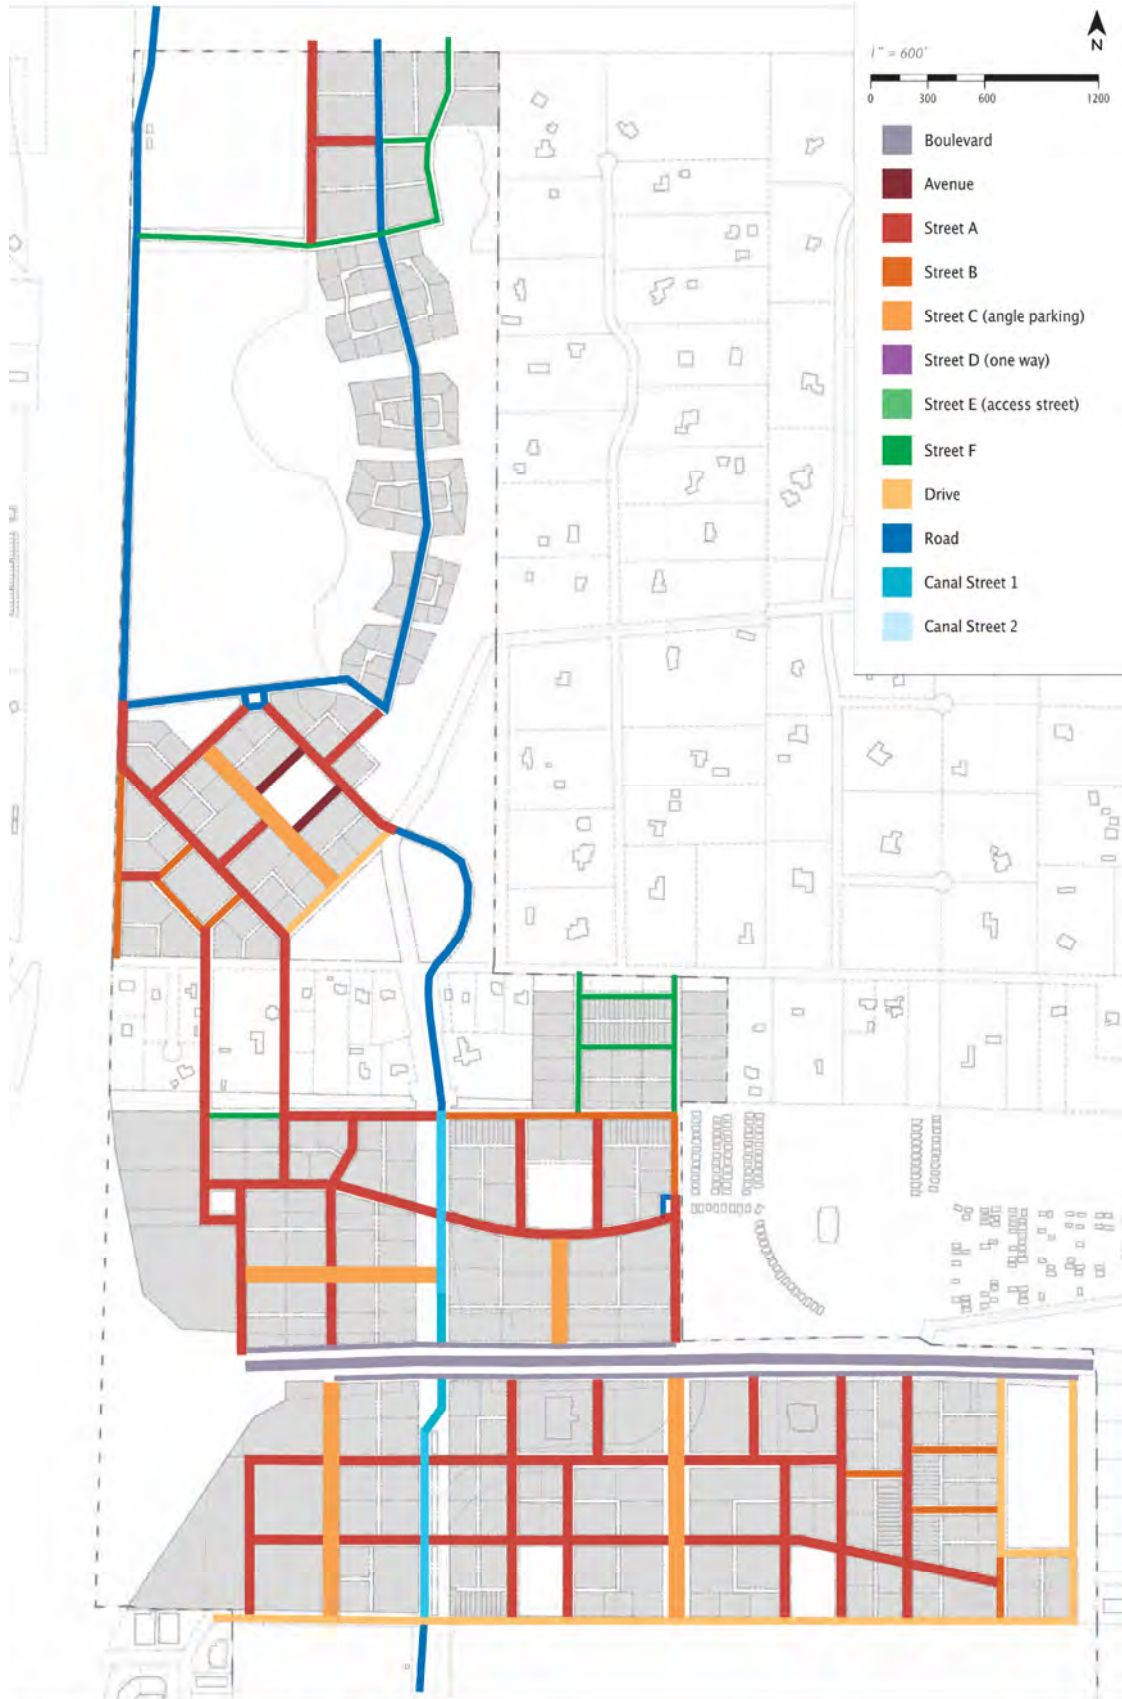 N
1" = 600'
0 300 600 1200
Boulevard
Avenue
Street A
Street B
Street C (angle parking)
Street D (one way)
Street E (access street)
Street F
Drive
Road
Canal Street 1
Canal Street 2